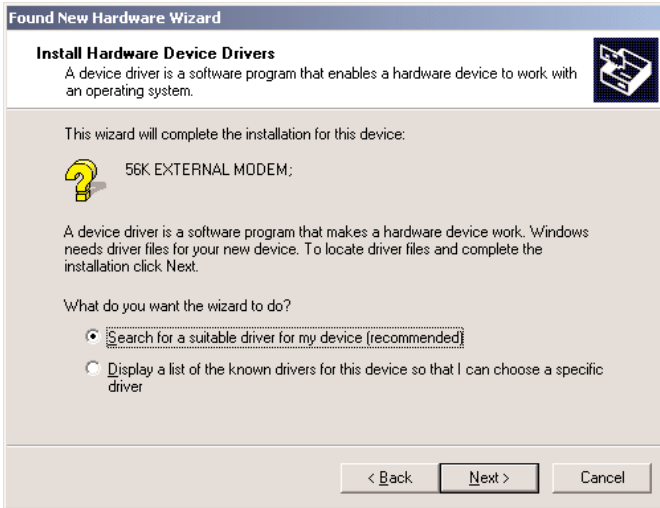 Found New Hardware Wizard
Install Hardware Device Drivers
A device driver is a software program that enables a hardware device to work with
an operating system.
This wizard will complete the installation for this device:
56K EXTERNAL MODEM;
A device driver is a software program that makes a hardware device work. Windows
needs driver files for your new device. To locate driver files and complete the
installation click Next.
What do you want the wizard to do?
Search for a suitable driver for my device (recommended)
Display a list of the known drivers for this device so that I can choose a specific
driver
< Back
Next >
Cancel